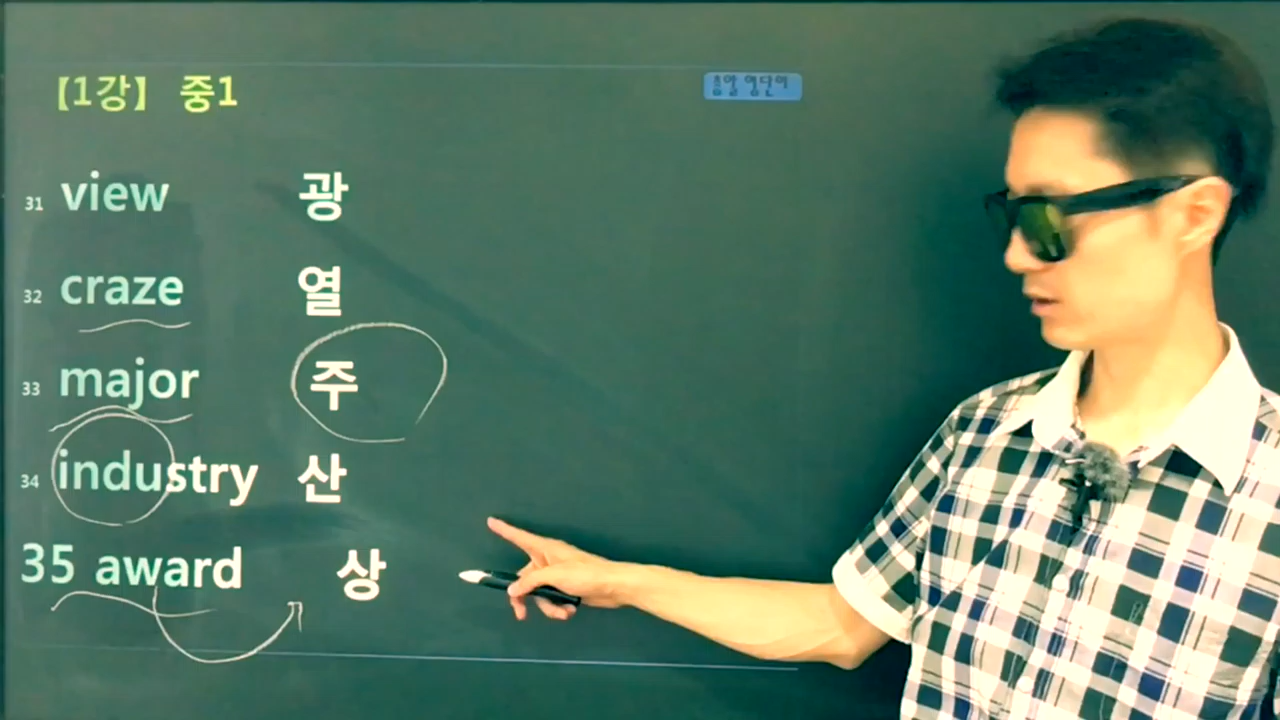 【1강】 중1
31 view 광
32 craze 열
33 major 주
34 industry 산
35 award 상